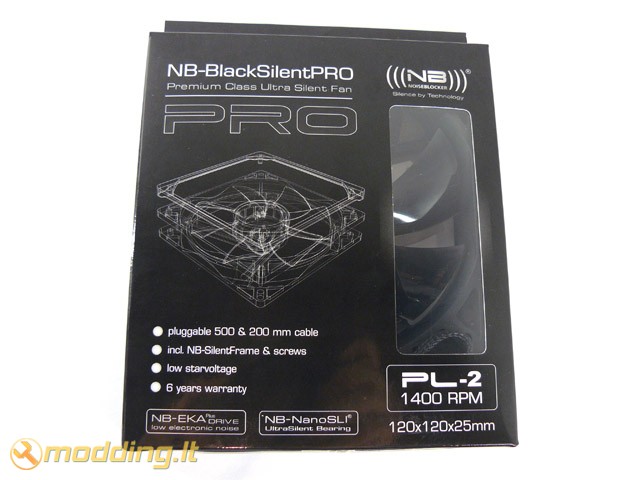 NB-BlackSilentPRO
Premium Class Ultra Silent Fan
PRO
(((NB)))®
NOISEBLOCKER
Silence by Technology
pluggable 500 & 200 mm cable
incl. NB-SilentFrame & screws
low starvoltage
6 years warranty
NB-EKA Plus DRIVE
low electronic noise
NB-NanoSLI®
UltraSilent Bearing
PL-2
1400 RPM
120x120x25mm
modding.lt